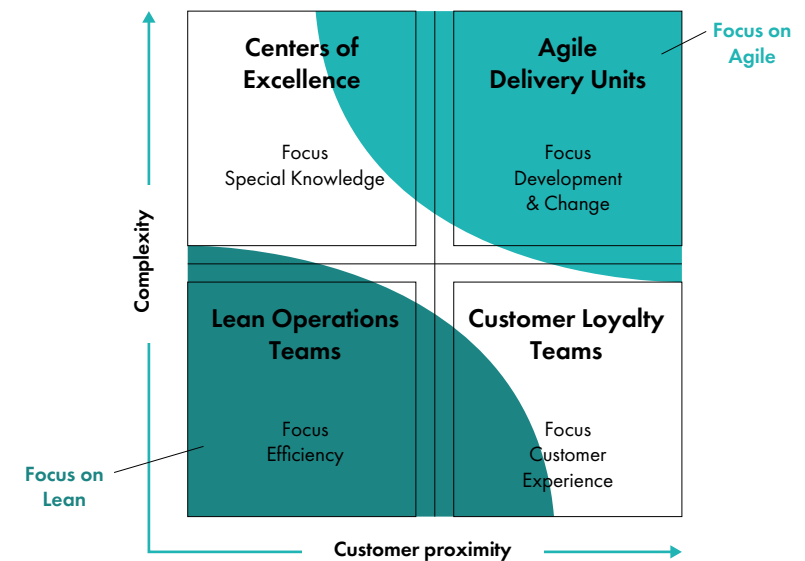 Centers of
Excellence
Focus
Special Knowledge
Agile
Delivery Units
Focus
Development
& Change
Focus on
Agile
Complexity
Lean Operations
Teams
Focus
Efficiency
Customer Loyalty
Teams
Focus
Customer
Experience
Focus on
Lean
Customer proximity